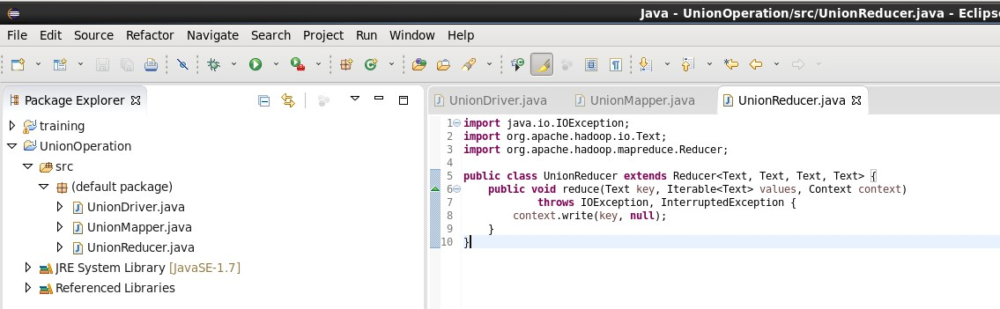 Java - UnionOperation/src/UnionReducer.java - Eclips
File Edit Source Refactor Navigate Search Project Run Window Help
Package Explorer
training
UnionOperation
src
(default package)
UnionDriver.java
UnionMapper.java
UnionReducer.java
JRE System Library [JavaSE-1.7]
Referenced Libraries
UnionDriver.java UnionMapper.java UnionReducer.java
1 import java.io.IOException;
2 import org.apache.hadoop.io.Text;
3 import org.apache.hadoop.mapreduce.Reducer;
4
5 public class UnionReducer extends Reducer<Text, Text, Text, Text> {
6     public void reduce(Text key, Iterable<Text> values, Context context)
7             throws IOException, InterruptedException {
8         context.write(key, null);
9     }
10 }